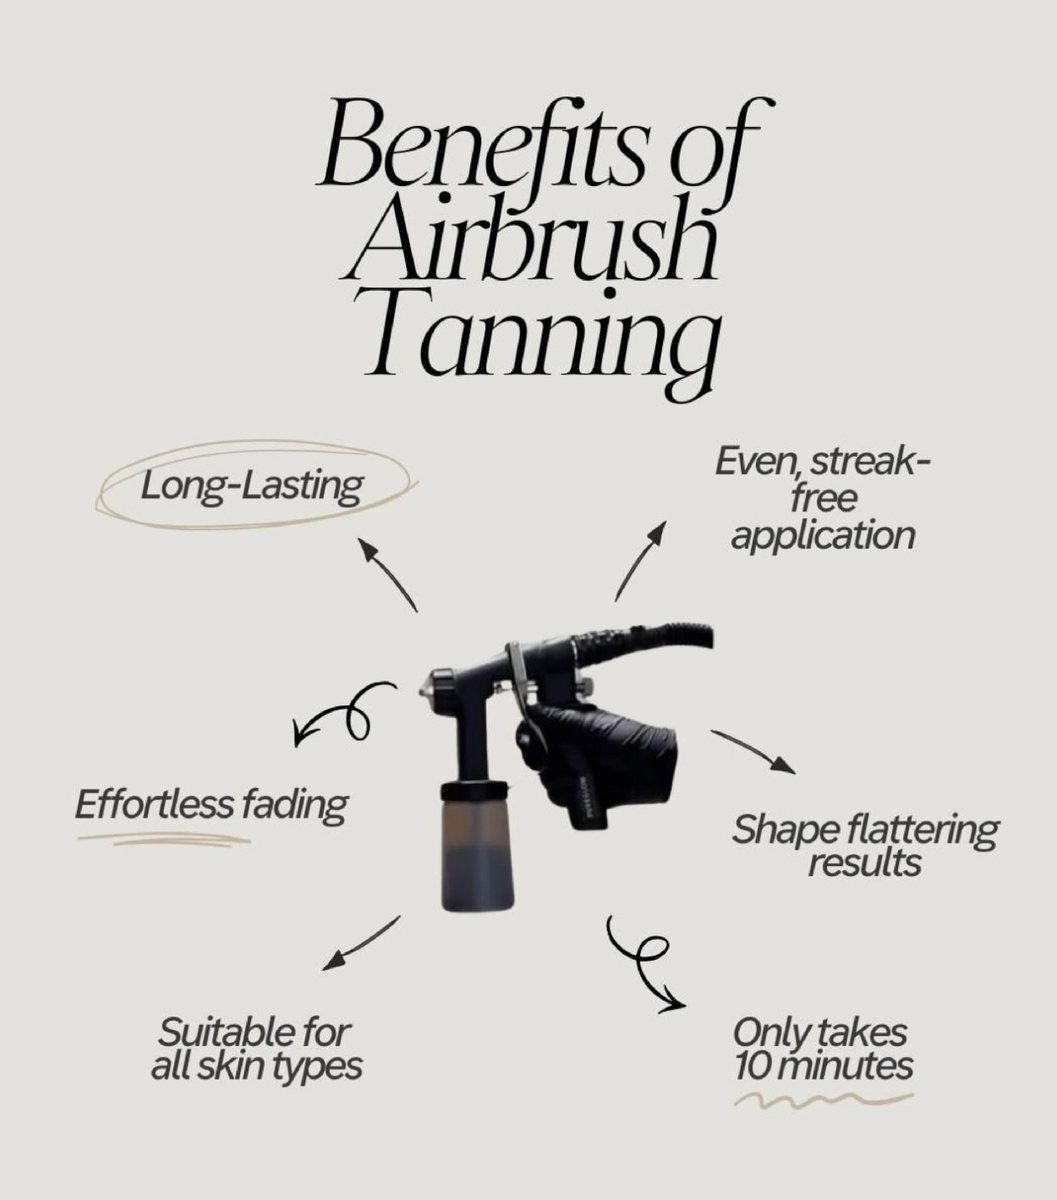 Benefits of
Airbrush
Tanning
Long-Lasting
Even, streak-
free
application
Effortless fading
Shape flattering
results
Suitable for
all skin types
Only takes
10 minutes